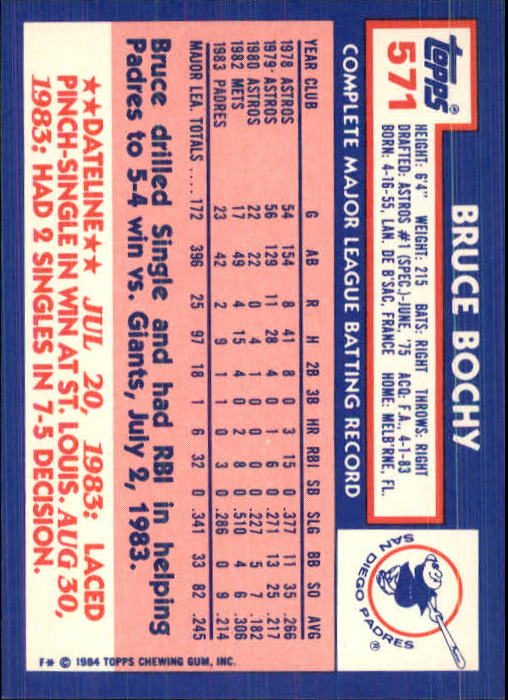 Topps®
571
BRUCE BOCHY
HEIGHT: 6'4" WEIGHT: 215 BATS: RIGHT THROWS: RIGHT
DRAFTED: ASTROS #1 (SPEC.)-JUNE, '75 ACQ: F.A., 4-1-83
BORN: 4-16-55, LAN. DE B'SAC, FRANCE HOME: MELB'RNE, FL.
COMPLETE MAJOR LEAGUE BATTING RECORD
SAN DIEGO PADRES ®
YEAR CLUB G AB R H 2B 3B HR RBI SB SLG BB SO AVG
1978 ASTROS 54 154 8 41 8 0 3 15 0 .377 11 35 .266
1979 ASTROS 56 129 11 28 4 0 1 6 0 .271 13 25 .217
1980 ASTROS 22 22 0 4 1 0 0 0 0 .227 5 7 .182
1982 METS 17 49 4 15 4 0 2 8 0 .510 4 6 .306
1983 PADRES 23 42 2 9 1 1 0 3 0 .286 0 9 .214
MAJOR LEA. TOTALS ..... 172 396 25 97 18 1 6 32 0 .341 33 82 .245
Bruce drilled Single and had RBI in helping
Padres to 5-4 win vs. Giants, July 2, 1983.
★★DATELINE★★ JUL 20, 1983: LACED
PINCH-SINGLE IN WIN AT ST. LOUIS. AUG 30,
1983: HAD 2 SINGLES IN 7-5 DECISION.
F* © 1984 TOPPS CHEWING GUM, INC.